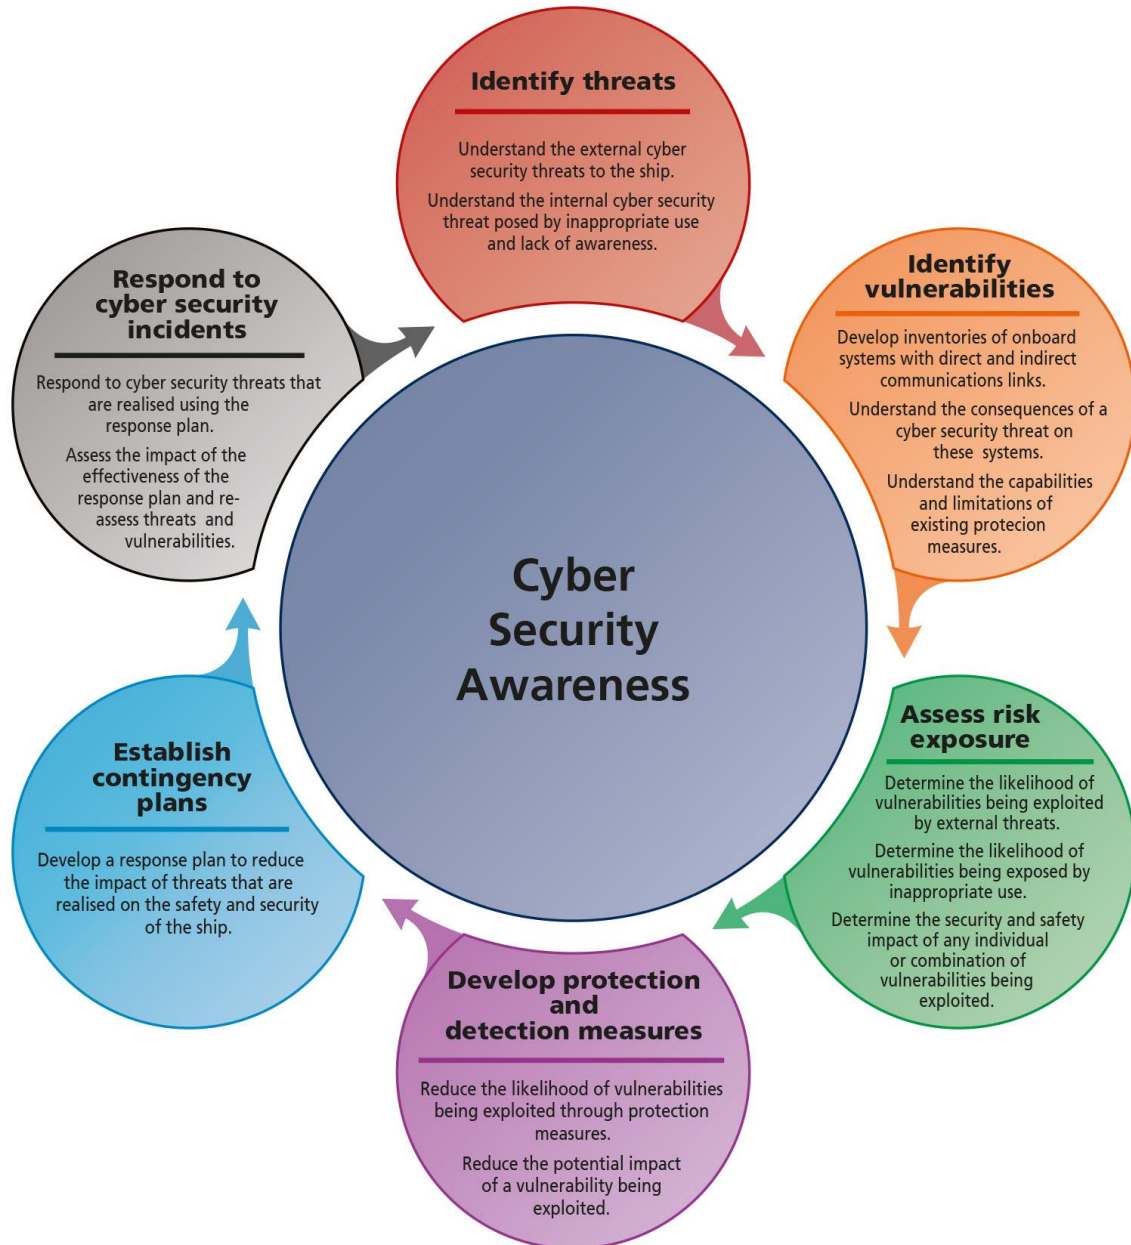 Identify threats
Understand the external cyber
security threats to the ship.
Understand the internal cyber security
threat posed by inappropriate use
and lack of awareness.
Identify
vulnerabilities
Develop inventories of onboard
systems with direct and indirect
communications links.
Understand the consequences of a
cyber security threat on
these systems.
Understand the capabilities
and limitations of
existing protecion
measures.
Assess risk
exposure
Determine the likelihood of
vulnerabilities being exploited
by external threats.
Determine the likelihood of
vulnerabilities being exposed by
inappropriate use.
Determine the security and safety
impact of any individual
or combination of
vulnerabilities being
exploited.
Develop protection
and
detection measures
Reduce the likelihood of vulnerabilities
being exploited through protection
measures.
Reduce the potential impact
of a vulnerability being
exploited.
Establish
contingency
plans
Develop a response plan to reduce
the impact of threats that are
realised on the safety and security
of the ship.
Respond to
cyber security
incidents
Respond to cyber security threats that
are realised using the
response plan.
Assess the impact of the
effectiveness of the
response plan and re-
assess threats and
vulnerabilities.
Cyber
Security
Awareness